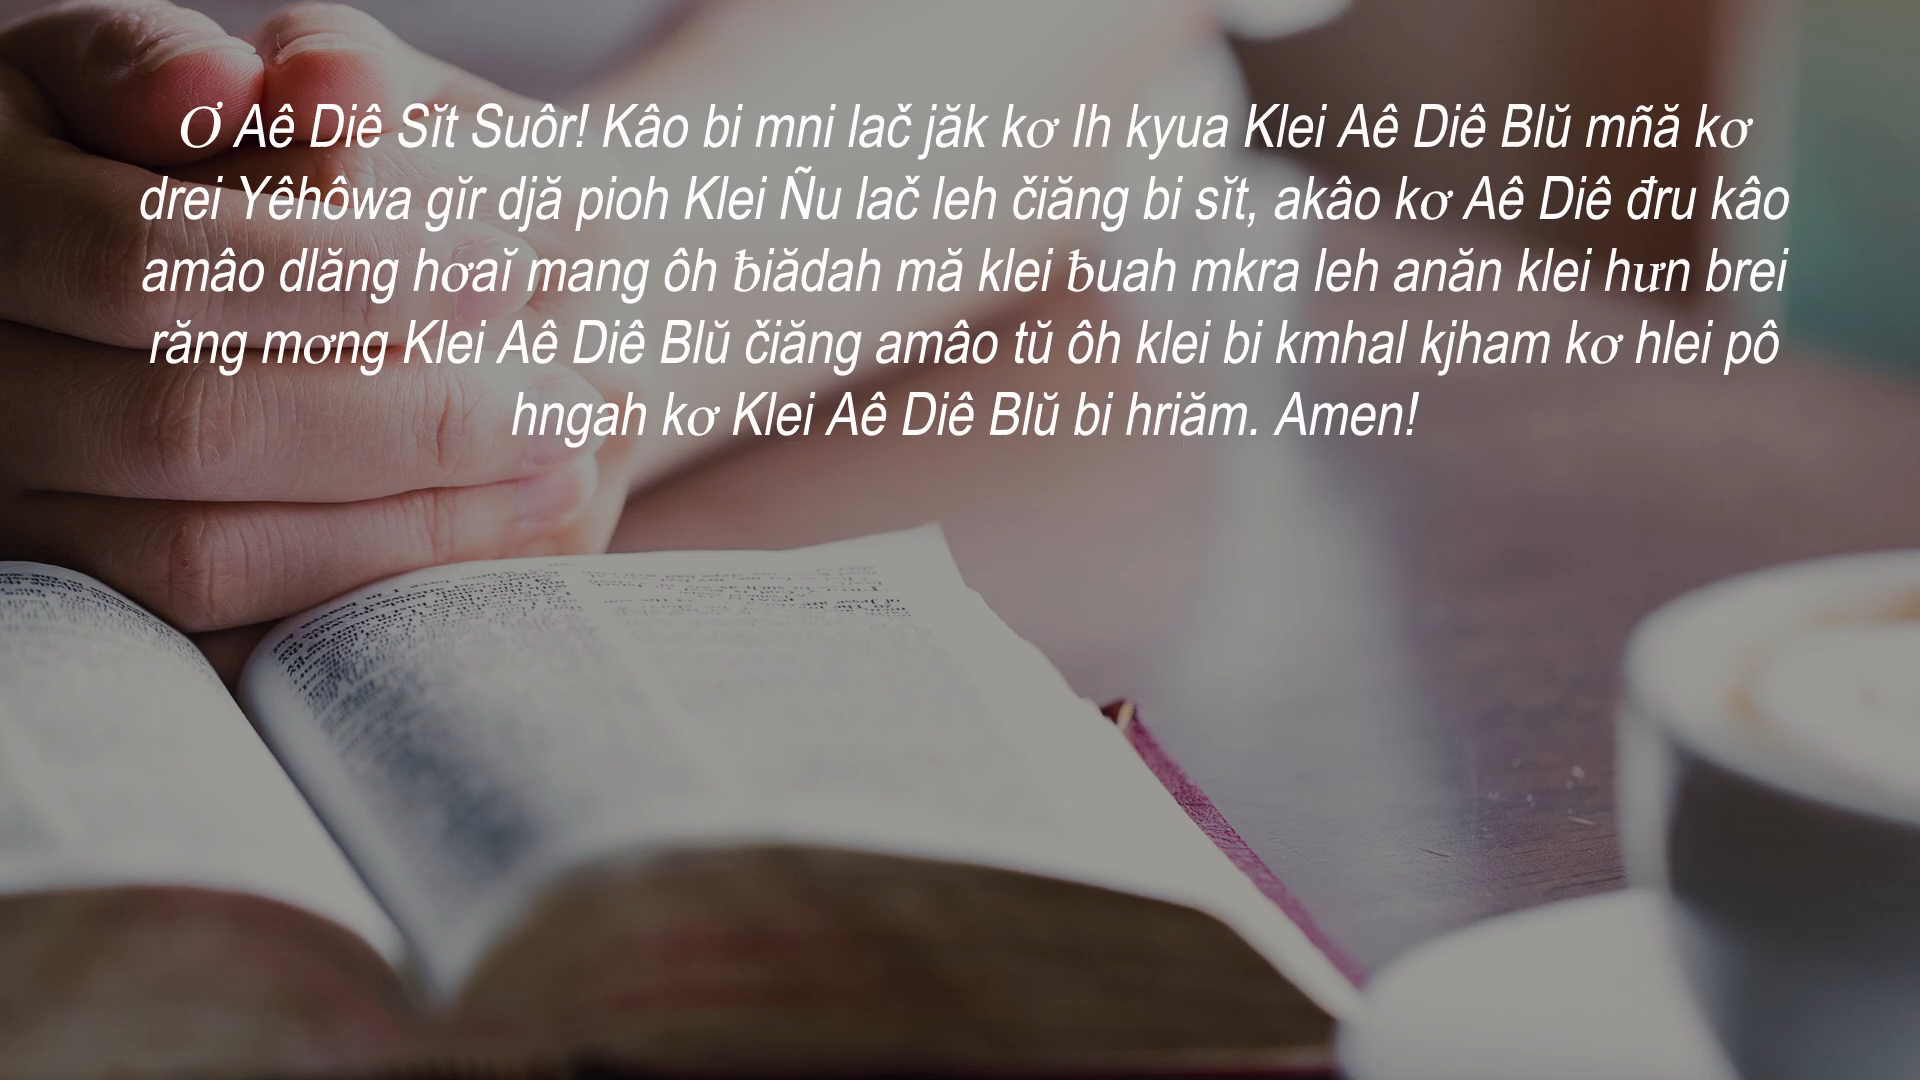 Ơ Aê Diê Sĭt Suôr! Kâo bi mni lač jăk kơ Ih kyua Klei Aê Diê Blŭ mñă kơ
drei Yêhôwa gĭr djă pioh Klei Ñu lač leh čiăng bi sĭt, akâo kơ Aê Diê đru kâo
amâo dlăng hơaĭ mang ôh ƀiădah mă klei ƀuah mkra leh anăn klei hưn brei
răng mơng Klei Aê Diê Blŭ čiăng amâo tŭ ôh klei bi kmhal kjham kơ hlei pô
hngah kơ Klei Aê Diê Blŭ bi hriăm. Amen!